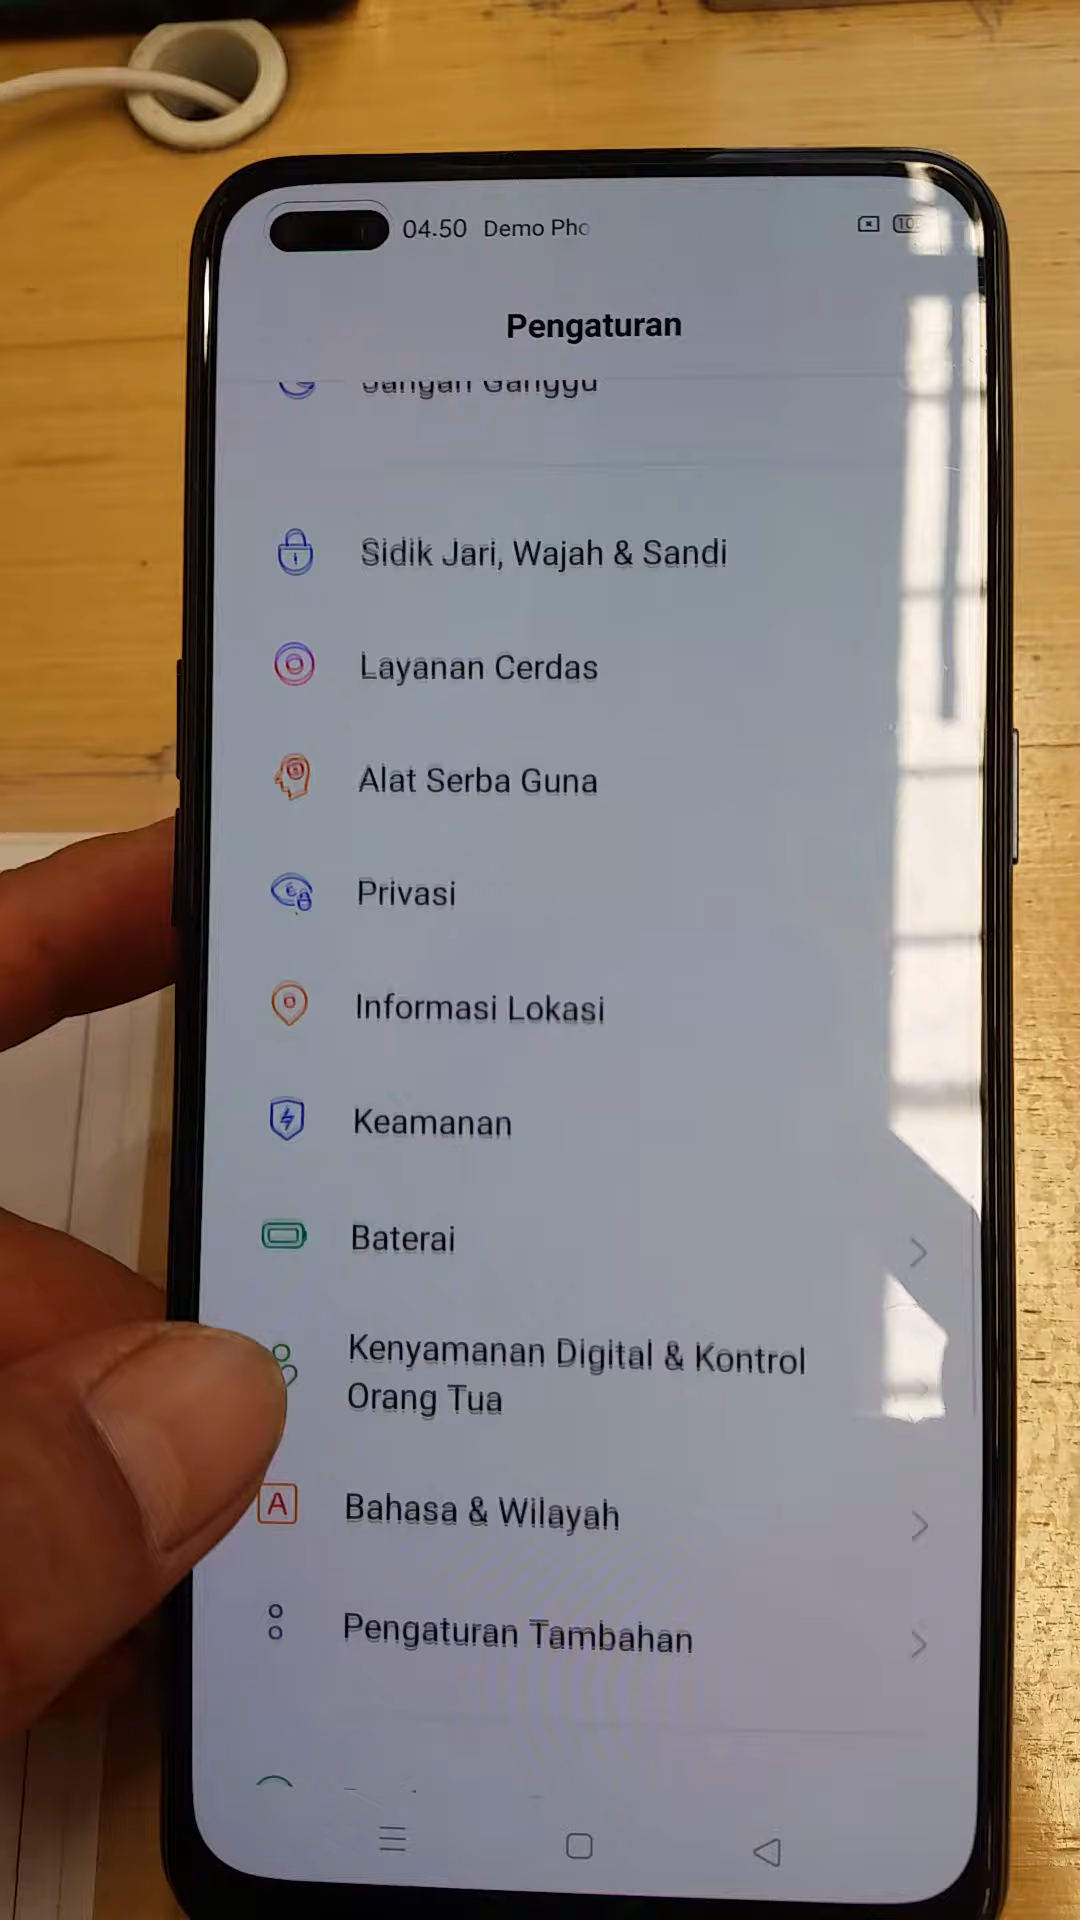 04.50 Demo Pho
Pengaturan
Jangan Ganggu
Sidik Jari, Wajah & Sandi
Layanan Cerdas
Alat Serba Guna
Privasi
Informasi Lokasi
Keamanan
Baterai
Kenyamanan Digital & Kontrol
Orang Tua
A
Bahasa & Wilayah
Pengaturan Tambahan